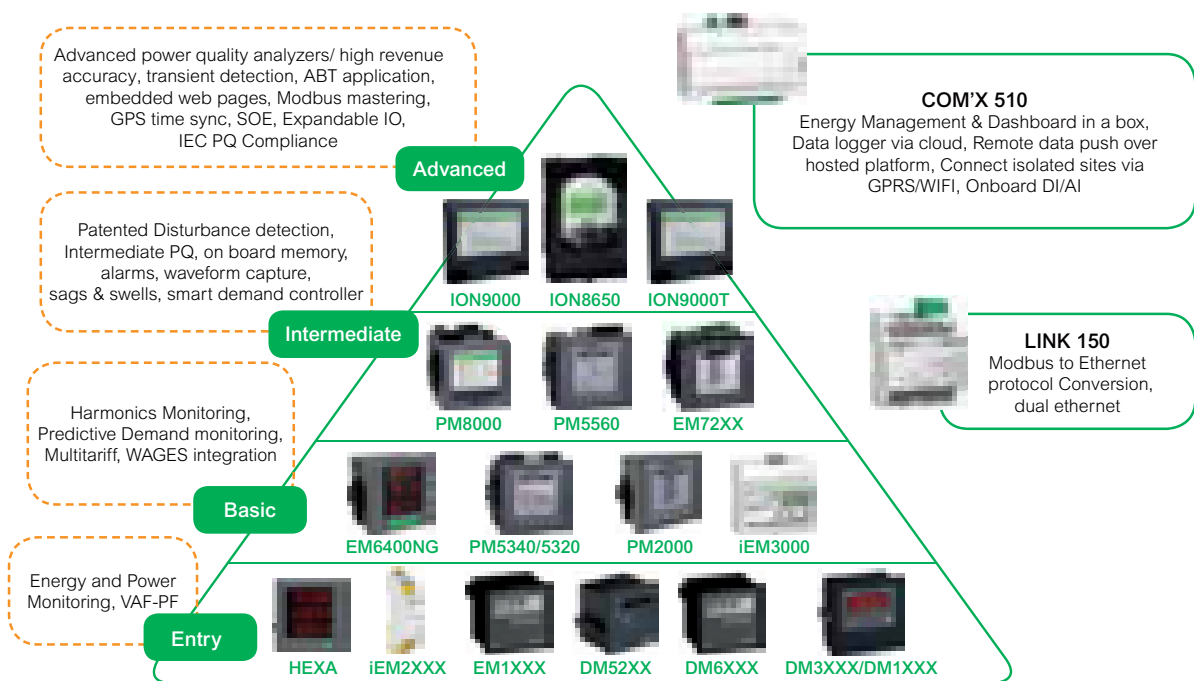 Advanced power quality analyzers/ high revenue
accuracy, transient detection, ABT application,
embedded web pages, Modbus mastering,
GPS time sync, SOE, Expandable IO,
IEC PQ Compliance
Advanced
COM'X 510
Energy Management & Dashboard in a box,
Data logger via cloud, Remote data push over
hosted platform, Connect isolated sites via
GPRS/WIFI, Onboard DI/AI
Patented Disturbance detection,
Intermediate PQ, on board memory,
alarms, waveform capture,
sags & swells, smart demand controller
Intermediate
ION9000 ION8650 ION9000T
LINK 150
Modbus to Ethernet
protocol Conversion,
dual ethernet
PM8000 PM5560 EM72XX
Harmonics Monitoring,
Predictive Demand monitoring,
Multitariff, WAGES integration
Basic
EM6400NG PM5340/5320 PM2000 iEM3000
Energy and Power
Monitoring, VAF-PF
Entry
HEXA iEM2XXX EM1XXX DM52XX DM6XXX DM3XXX/DM1XXX